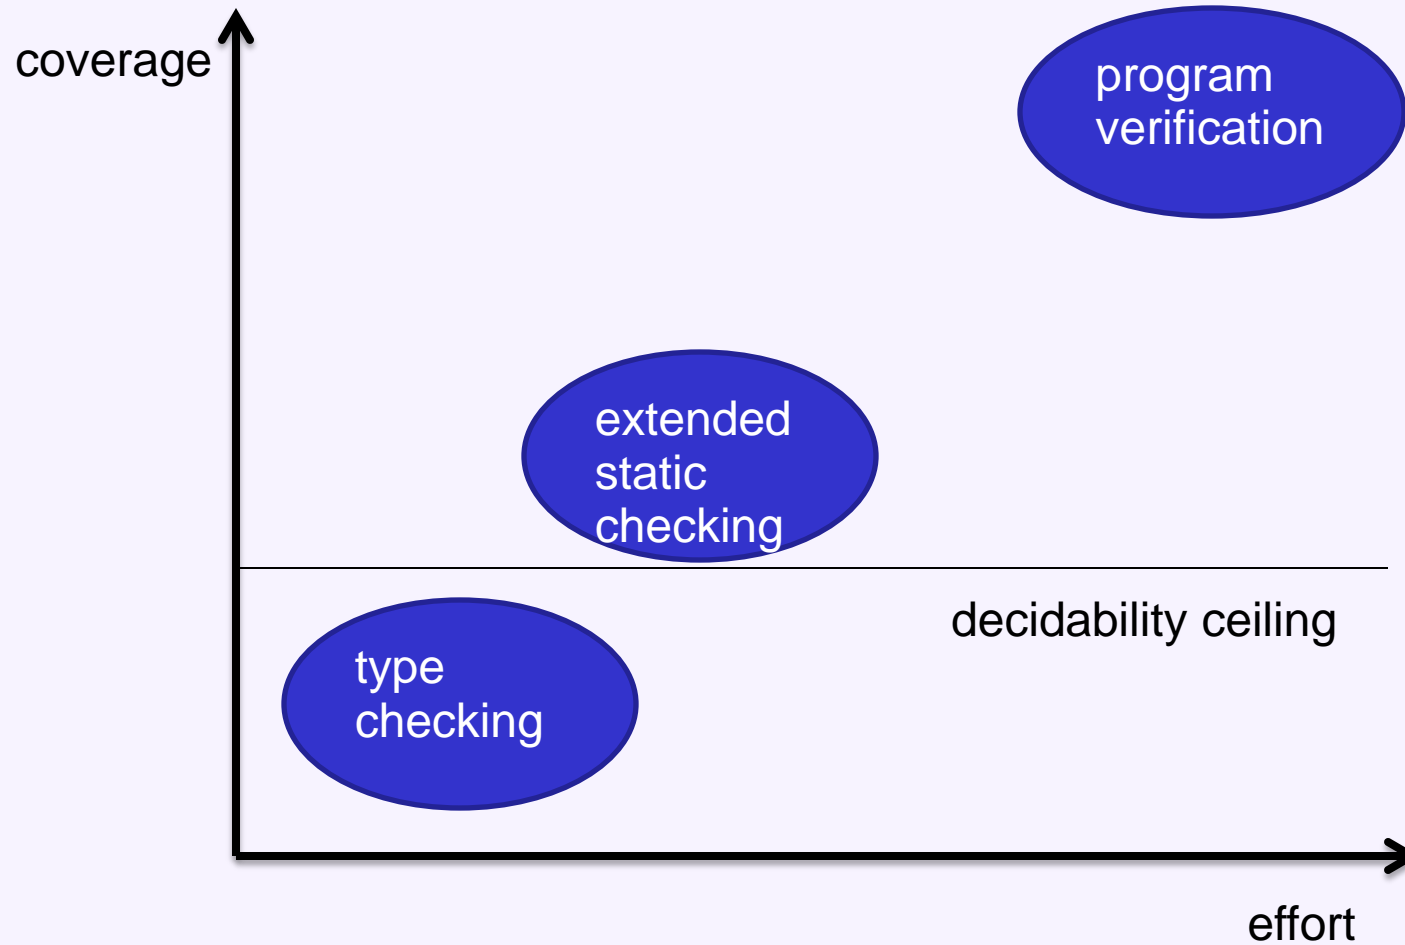 coverage
program
verification
extended
static
checking
decidability ceiling
type
checking
effort